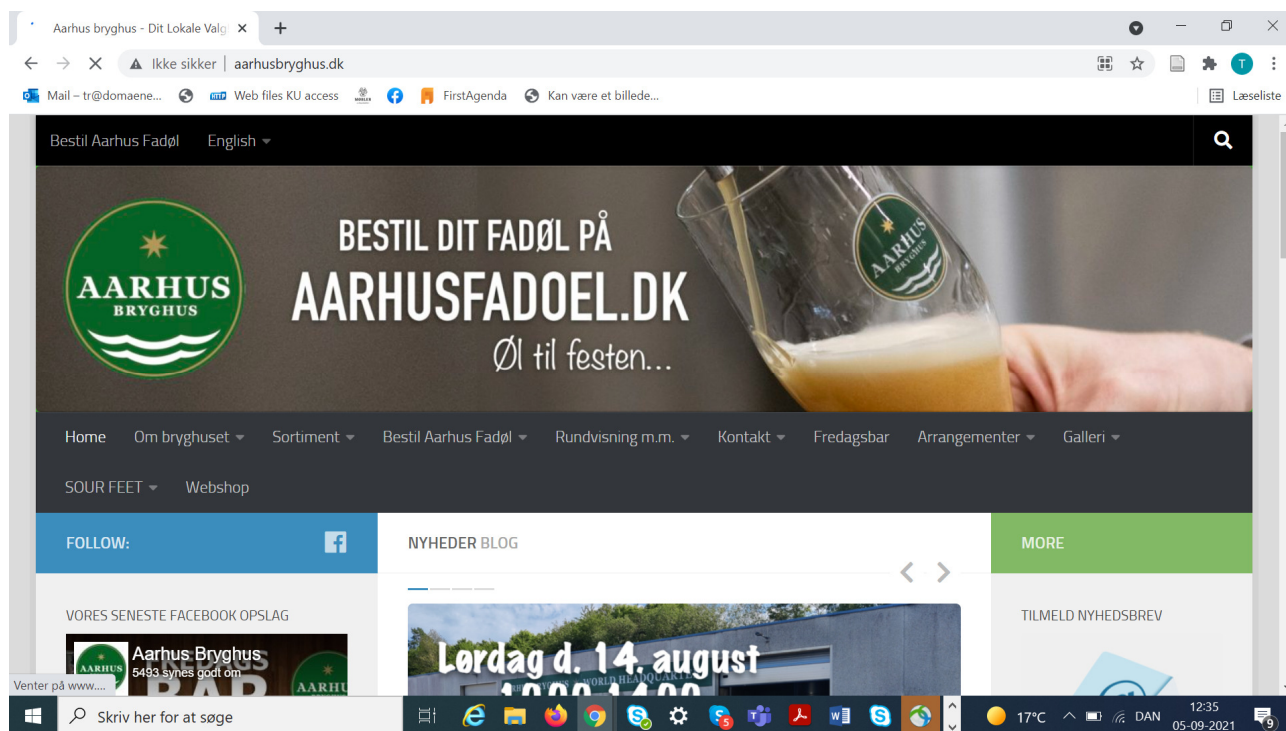 Aarhus bryghus - Dit Lokale Valg
Ikke sikker | aarhusbryghus.dk
T
Mail – tr@domaene...
Web files KU access
FirstAgenda
Kan være et billede...
Læseliste
Bestil Aarhus Fadøl
English
AARHUS
BRYGHUS
BESTIL DIT FADØL PÅ
AARHUSFADOEL.DK
Øl til festen...
AARHUS
BRYGHUS
Home
Om bryghuset
Sortiment
Bestil Aarhus Fadøl
Rundvisning m.m.
Kontakt
Fredagsbar
Arrangementer
Galleri
SOUR FEET
Webshop
FOLLOW:
NYHEDER BLOG
MORE
VORES SENESTE FACEBOOK OPSLAG
TILMELD NYHEDSBREV
AARHUS
Aarhus Bryghus
5493 synes godt om
Lørdag d. 14. august
WORLD HEADQUARTE
Venter på www....
Skriv her for at søge
17°C
DAN
12:35
05-09-2021
9